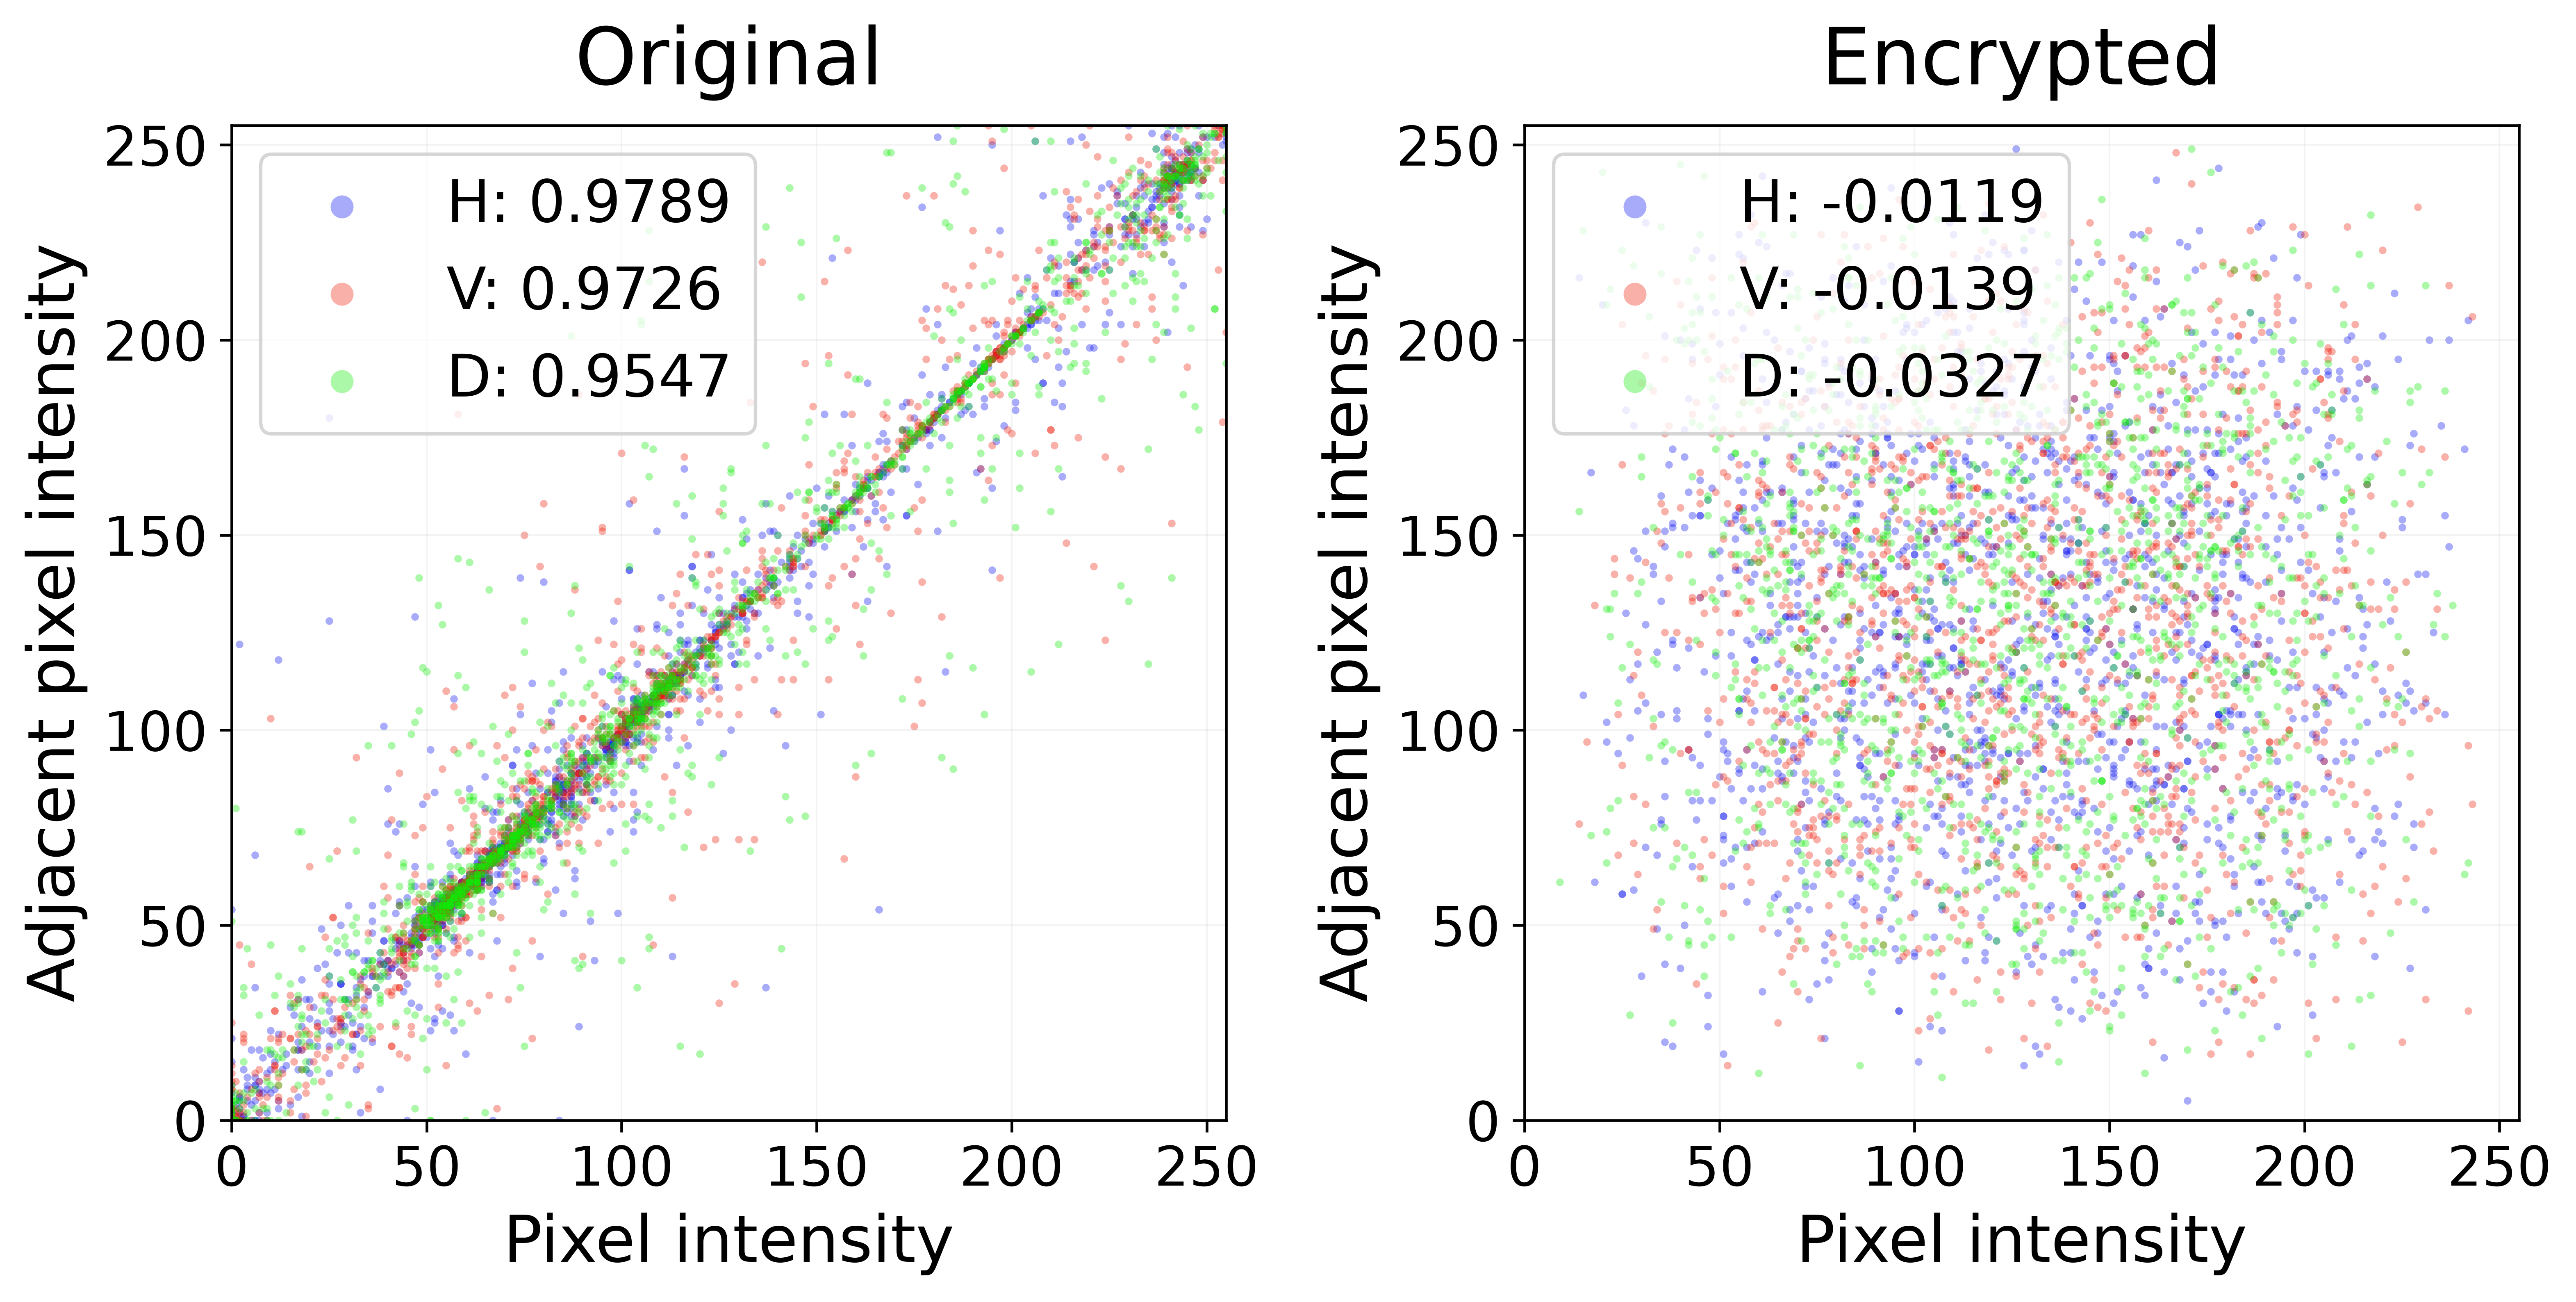 Original
Adjacent pixel intensity
250
200
150
100
50
0
H: 0.9789
V: 0.9726
D: 0.9547
0 50 100 150 200 250
Pixel intensity
Encrypted
Adjacent pixel intensity
250
200
150
100
50
0
H: -0.0119
V: -0.0139
D: -0.0327
0 50 100 150 200 250
Pixel intensity